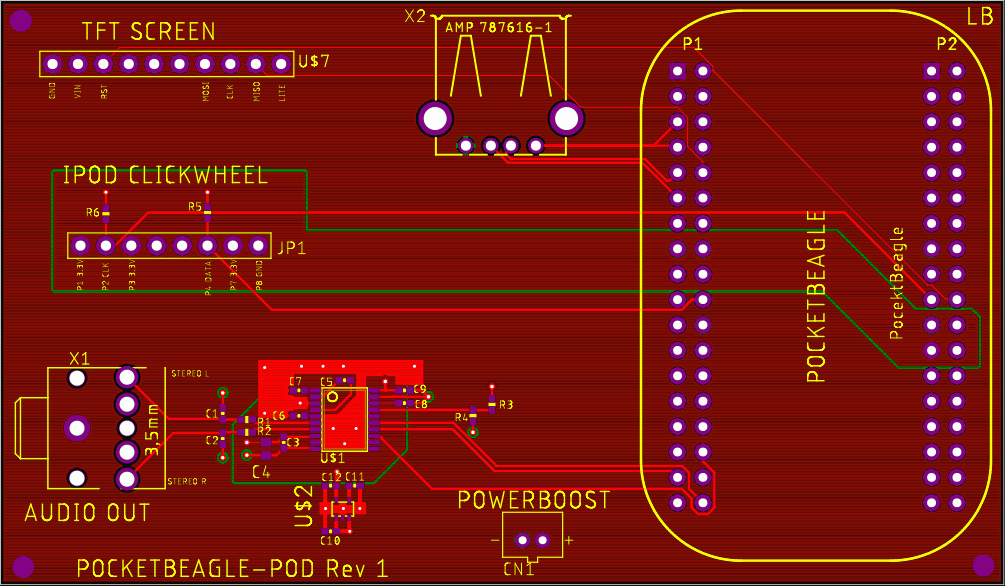 LB
X2
AMP 787616-1
TFT SCREEN
U$7
P1
P2
GND
VIN
RST
MOSI
CLK
MISO
LITE
IPOD CLICKWHEEL
R6
R5
JP1
P1 3.3V
P2 CLK
P3 3.3V
P4 DATA
P7 3.3V
P8 GND
POCKETBEAGLE
PocektBeagle
X1
STEREO L
3,5mm
STEREO R
AUDIO OUT
C7
C5
C9
C8
C6
C1
R1
R2
C2
C3
C4
U$1
R4
R3
C12
C11
U$2
C10
POWERBOOST
-
+
CN1
POCKETBEAGLE-POD Rev 1